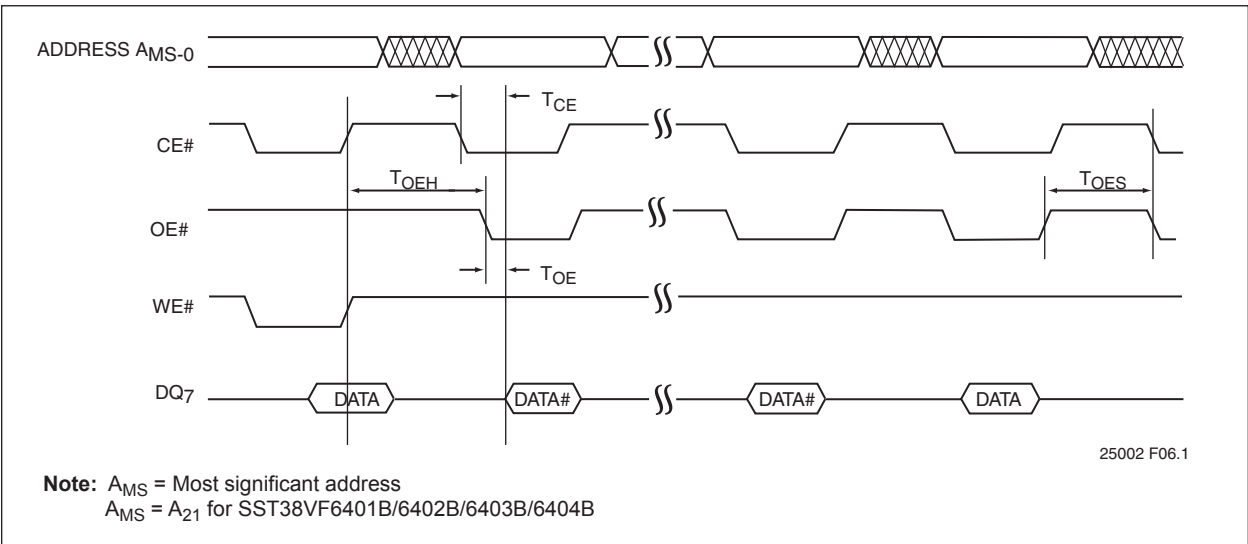 ADDRESS AMS-0
TCE
CE#
TOEH
TOES
OE#
TOE
WE#
DQ7
DATA
DATA#
DATA#
DATA
25002 F06.1
Note: AMS = Most significant address
AMS = A21 for SST38VF6401B/6402B/6403B/6404B